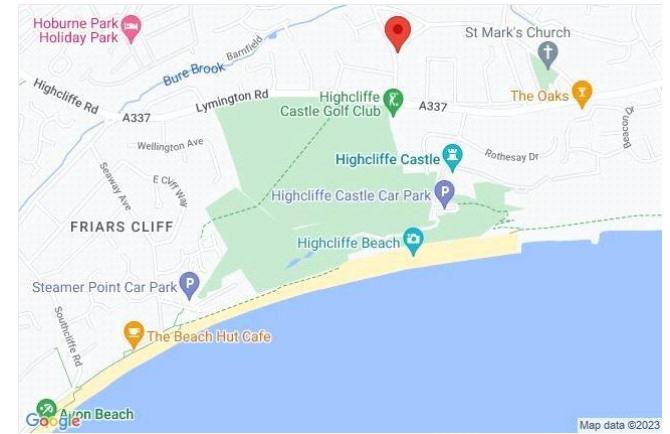 Hoburne Park
Holiday Park
Barnfield
St Mark's Church
Bure Brook
Highcliffe Rd
Lymington Rd
A337
Highcliffe
Castle Golf Club
A337
The Oaks
Beacon Dr
Wellington Ave
Highcliffe Castle
Rothesay Dr
Seaway Ave
E Cliff Way
Highcliffe Castle Car Park
FRIARS CLIFF
Highcliffe Beach
Steamer Point Car Park
Southcliffe Rd
The Beach Hut Cafe
Avon Beach
Google
Map data ©2023